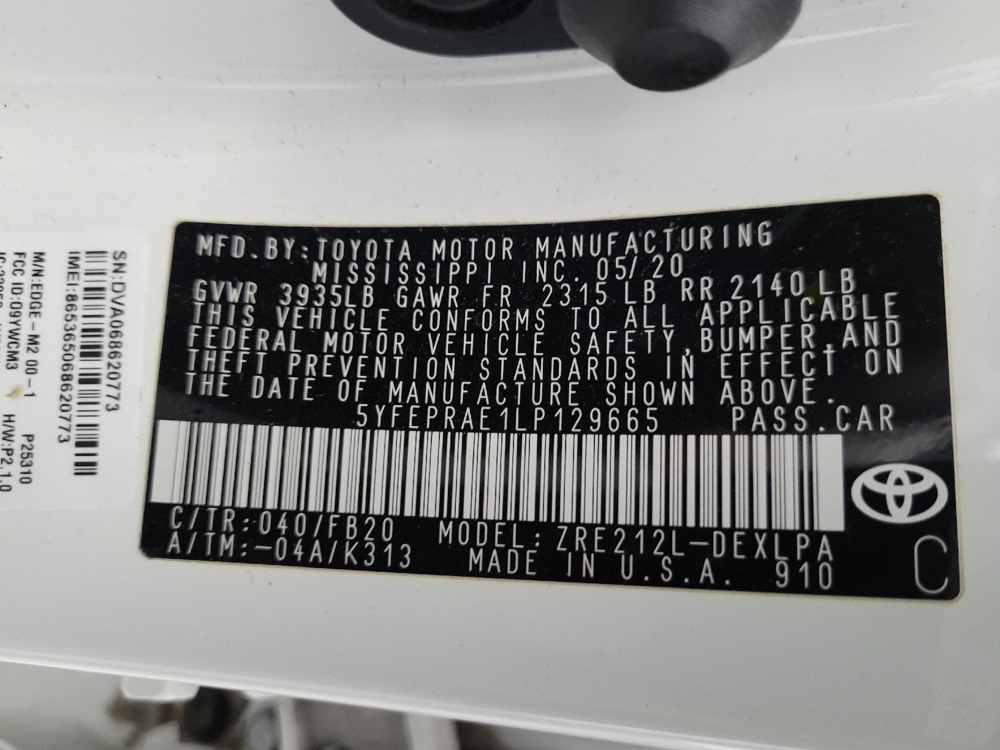 MFD.BY:TOYOTA MOTOR MANUFACTURING
MISSISSIPPI INC. 05/20
GVWR 3935LB GAWR FR 2315 LB RR 2140 LB
THIS VEHICLE CONFORMS TO ALL APPLICABLE
FEDERAL MOTOR VEHICLE SAFETY,BUMPER,AND
THEFT PREVENTION STANDARDS IN EFFECT ON
THE DATE OF MANUFACTURE SHOWN ABOVE.
5YFEPRAE1LP129665 PASS.CAR
C/TR:040/FB20 MODEL:ZRE212L-DEXLPA
A/TM:-04A/K313 MADE IN U.S.A. 910
C
SN:DVA068620773
IMEI:865365068620773
M/N:EDGE-M2 00-1 P25310
FCC ID:O9YVCM3 H/W:P2.1.0